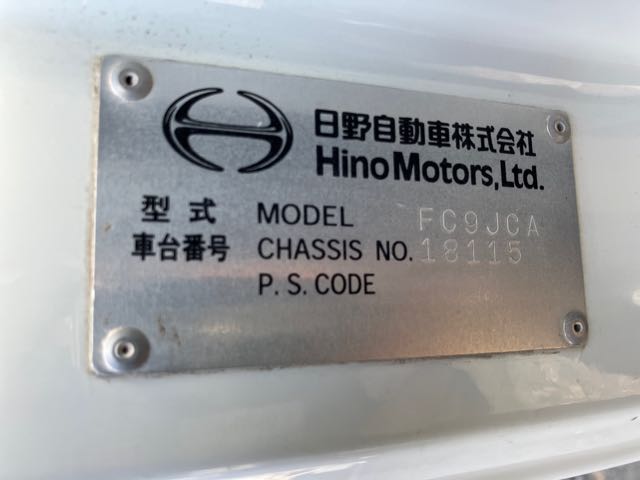 日野自動車株式会社
Hino Motors, Ltd.
型式 MODEL FC9JCA
車台番号 CHASSIS NO. 18115
P. S. CODE